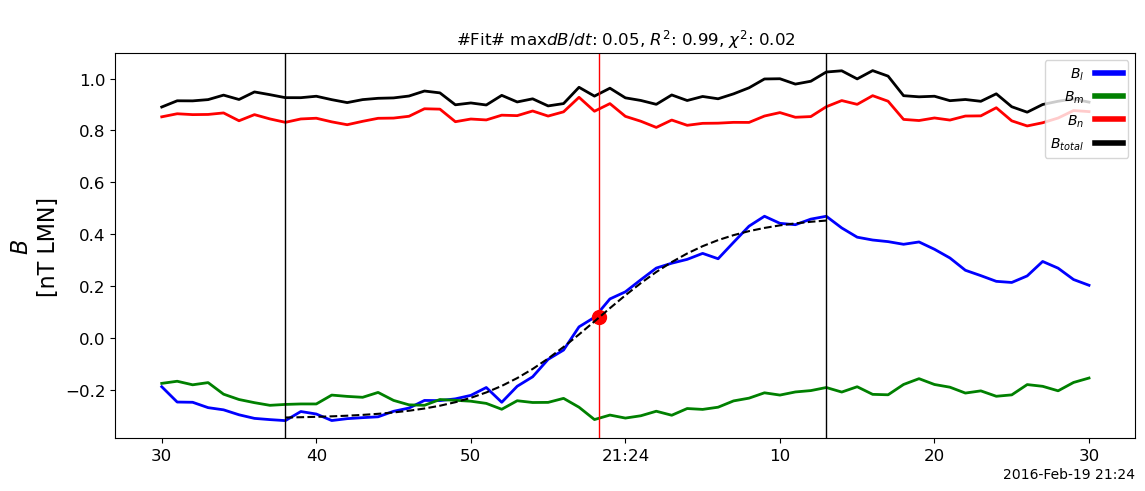 #Fit# maxdB/dt: 0.05, R²: 0.99, χ²: 0.02
B
[nT LMN]
1.0
0.8
0.6
0.4
0.2
0.0
−0.2
B_l
B_m
B_n
B_total
30 40 50 21:24 10 20 30
2016-Feb-19 21:24